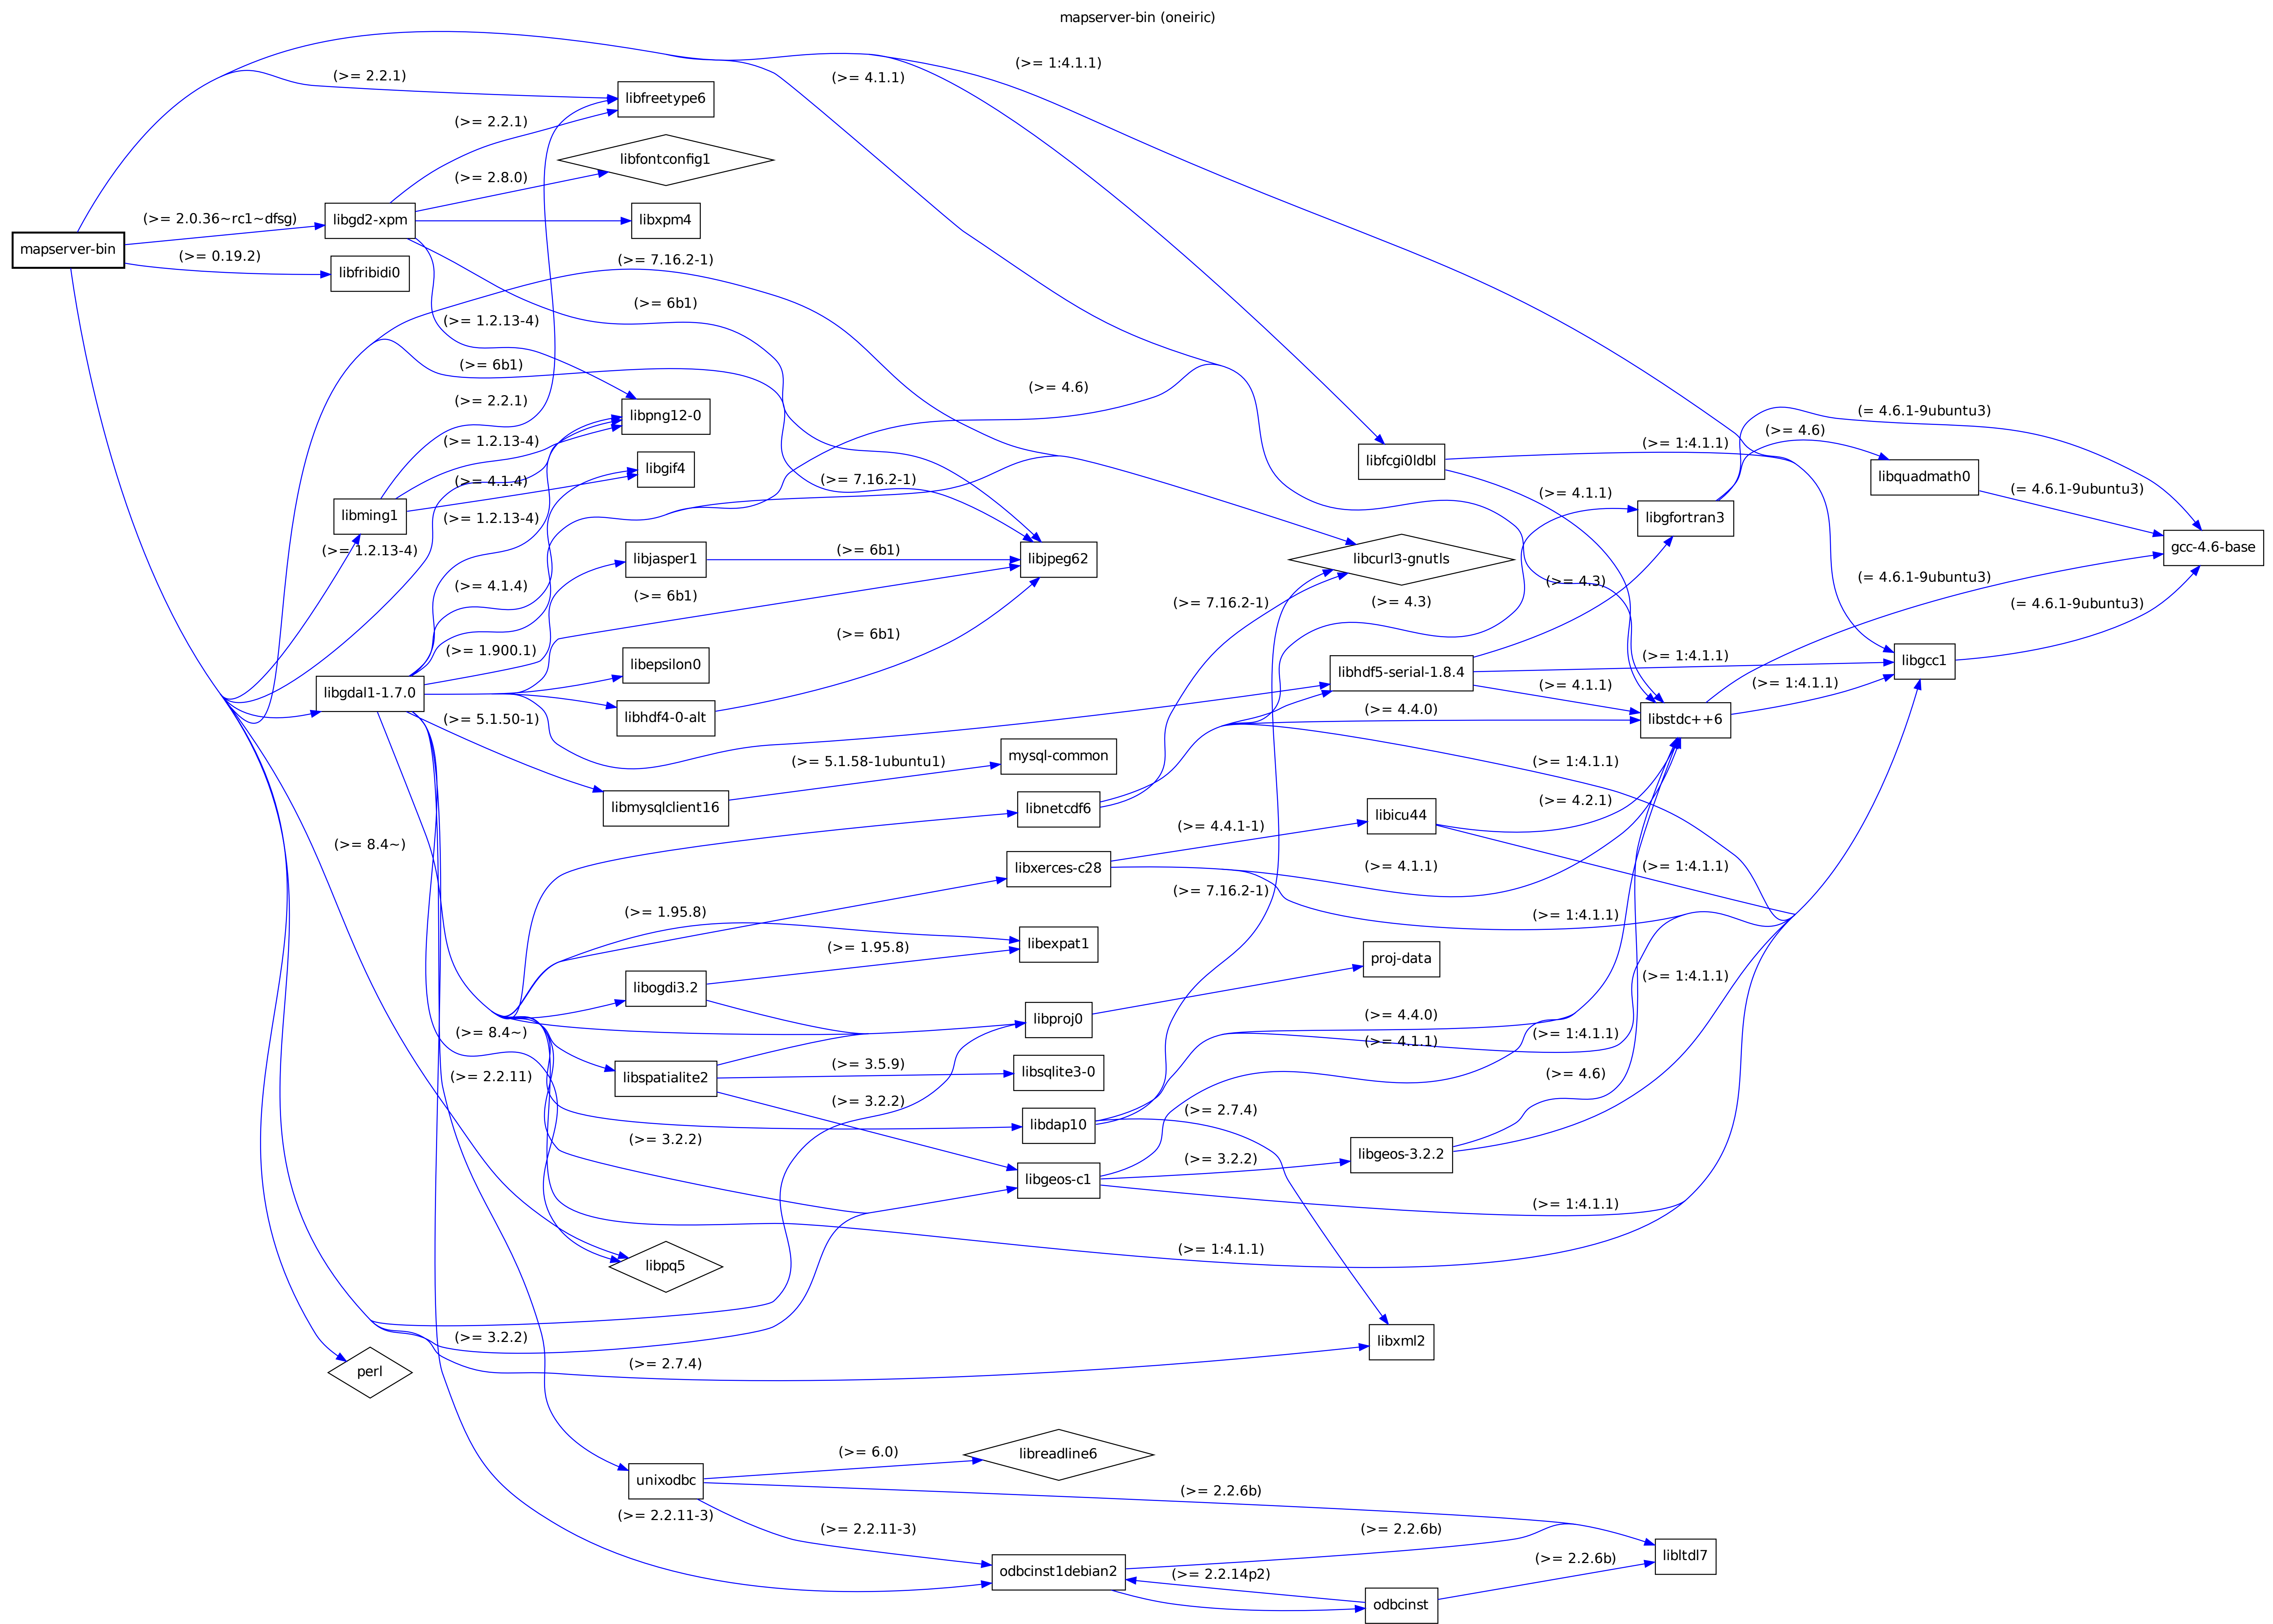 mapserver-bin (oneiric)
(>= 1:4.1.1)
(>= 2.2.1)
(>= 4.1.1)
libfreetype6
(>= 2.2.1)
libfontconfig1
(>= 2.8.0)
(>= 2.0.36~rc1~dfsg)
libgd2-xpm
libxpm4
mapserver-bin
(>= 0.19.2)
libfribidi0
(>= 7.16.2-1)
(>= 6b1)
(>= 1.2.13-4)
(>= 6b1)
(>= 4.6)
(>= 2.2.1)
libpng12-0
(= 4.6.1-9ubuntu3)
(>= 4.6)
(>= 1.2.13-4)
(>= 1:4.1.1)
libgif4
libfcgi0ldbl
(>= 4.1.4)
(>= 7.16.2-1)
libquadmath0
(= 4.6.1-9ubuntu3)
(>= 4.1.1)
libming1
(>= 1.2.13-4)
libgfortran3
(>= 1.2.13-4)
libjasper1
(>= 6b1)
libjpeg62
libcurl3-gnutls
gcc-4.6-base
(>= 4.1.4)
(>= 6b1)
(>= 4.3)
(= 4.6.1-9ubuntu3)
(>= 7.16.2-1)
(>= 4.3)
(= 4.6.1-9ubuntu3)
(>= 6b1)
(>= 1.900.1)
libepsilon0
libhdf5-serial-1.8.4
(>= 1:4.1.1)
libgcc1
libgdal1-1.7.0
(>= 4.1.1)
(>= 1:4.1.1)
libhdf4-0-alt
(>= 5.1.50-1)
(>= 4.4.0)
libstdc++6
mysql-common
(>= 5.1.58-1ubuntu1)
(>= 1:4.1.1)
libmysqlclient16
libnetcdf6
libicu44
(>= 4.2.1)
(>= 4.4.1-1)
(>= 8.4~)
libxerces-c28
(>= 4.1.1)
(>= 1:4.1.1)
(>= 7.16.2-1)
(>= 1.95.8)
(>= 1:4.1.1)
(>= 1.95.8)
libexpat1
proj-data
(>= 1:4.1.1)
libogdi3.2
libproj0
(>= 4.4.0)
(>= 8.4~)
(>= 1:4.1.1)
(>= 4.1.1)
(>= 2.2.11)
libspatialite2
(>= 3.5.9)
libsqlite3-0
(>= 4.6)
(>= 3.2.2)
(>= 2.7.4)
libdap10
(>= 3.2.2)
(>= 3.2.2)
libgeos-3.2.2
libgeos-c1
(>= 1:4.1.1)
(>= 1:4.1.1)
libpq5
(>= 3.2.2)
libxml2
(>= 2.7.4)
perl
(>= 6.0)
libreadline6
unixodbc
(>= 2.2.6b)
(>= 2.2.11-3)
(>= 2.2.11-3)
(>= 2.2.6b)
libltdl7
(>= 2.2.6b)
odbcinst1debian2
(>= 2.2.14p2)
odbcinst